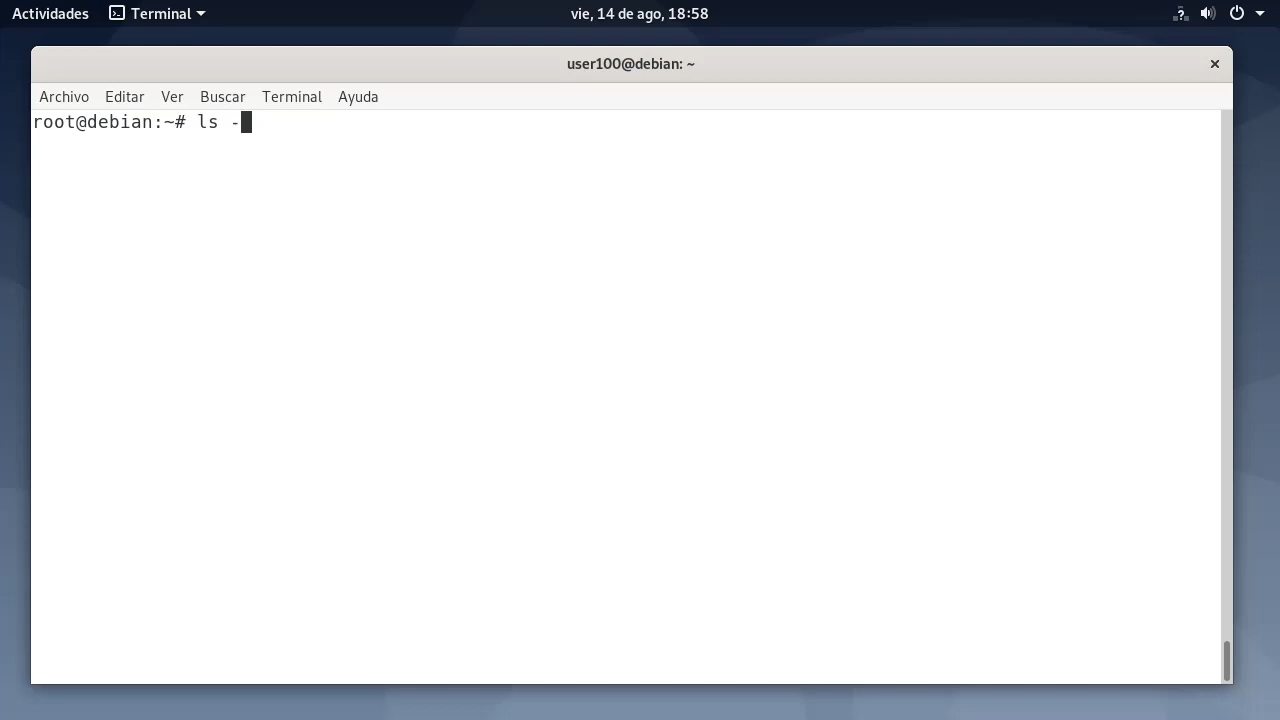 Actividades Terminal vie, 14 de ago, 18:58
user100@debian: ~
Archivo Editar Ver Buscar Terminal Ayuda
root@debian:~# ls -